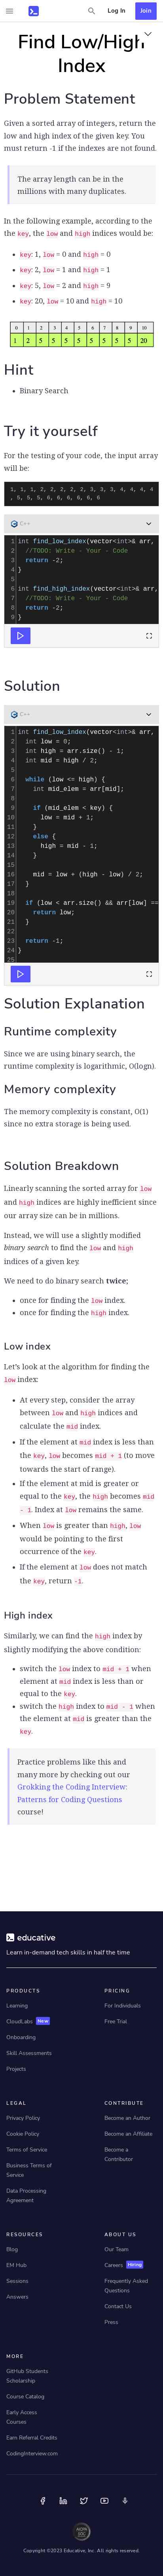 Log In
Join
Find Low/High
Index
Problem Statement
Given a sorted array of integers, return the
low and high index of the given key. You
must return -1 if the indexes are not found.
The array length can be in the
millions with many duplicates.
In the following example, according to the
the key, the low and high indices would be:
key: 1, low = 0 and high = 0
key: 2, low = 1 and high = 1
key: 5, low = 2 and high = 9
key: 20, low = 10 and high = 10
0 1 2 3 4 5 6 7 8 9 10
1 2 5 5 5 5 5 5 5 5 20
Hint
Binary Search
Try it yourself
For the testing of your code, the input array
will be:
1, 1, 1, 2, 2, 2, 2, 2, 3, 3, 3, 4, 4, 4, 4
, 5, 5, 5, 6, 6, 6, 6, 6, 6
C++
1 int find_low_index(vector<int>& arr,
2 //TODO: Write - Your - Code
3 return -2;
4 }
5
6 int find_high_index(vector<int>& arr,
7 //TODO: Write - Your - Code
8 return -2;
9 }
Solution
C++
1 int find_low_index(vector<int>& arr,
2 int low = 0;
3 int high = arr.size() - 1;
4 int mid = high / 2;
5
6 while (low <= high) {
7 int mid_elem = arr[mid];
8
9 if (mid_elem < key) {
10 low = mid + 1;
11 }
12 else {
13 high = mid - 1;
14 }
15
16 mid = low + (high - low) / 2;
17 }
18
19 if (low < arr.size() && arr[low] ==
20 return low;
21 }
22
23 return -1;
24 }
25
Solution Explanation
Runtime complexity
Since we are using binary search, the
runtime complexity is logarithmic, O(logn).
Memory complexity
The memory complexity is constant, O(1)
since no extra storage is being used.
Solution Breakdown
Linearly scanning the sorted array for low
and high indices are highly inefficient since
our array size can be in millions.
Instead, we will use a slightly modified
binary search to find the low and high
indices of a given key.
We need to do binary search twice;
once for finding the low index.
once for finding the high index.
Low index
Let’s look at the algorithm for finding the
low index:
At every step, consider the array
between low and high indices and
calculate the mid index.
If the element at mid index is less than
the key, low becomes mid + 1 (to move
towards the start of range).
If the element at mid is greater or
equal to the key, the high becomes mid
- 1. Index at low remains the same.
When low is greater than high, low
would be pointing to the first
occurrence of the key.
If the element at low does not match
the key, return -1.
High index
Similarly, we can find the high index by
slightly modifying the above condition:
switch the low index to mid + 1 when
element at mid index is less than or
equal to the key.
switch the high index to mid - 1 when
the element at mid is greater than the
key.
Practice problems like this and
many more by checking out our
Grokking the Coding Interview:
Patterns for Coding Questions
course!
educative
Learn in-demand tech skills in half the time
PRODUCTS
Learning
CloudLabs New
Onboarding
Skill Assessments
Projects
PRICING
For Individuals
Free Trial
LEGAL
Privacy Policy
Cookie Policy
Terms of Service
Business Terms of
Service
Data Processing
Agreement
CONTRIBUTE
Become an Author
Become an Affiliate
Become a
Contributor
RESOURCES
Blog
EM Hub
Sessions
Answers
ABOUT US
Our Team
Careers Hiring
Frequently Asked
Questions
Contact Us
Press
MORE
GitHub Students
Scholarship
Course Catalog
Early Access
Courses
Earn Referral Credits
CodingInterview.com
Copyright ©2023 Educative, Inc. All rights reserved